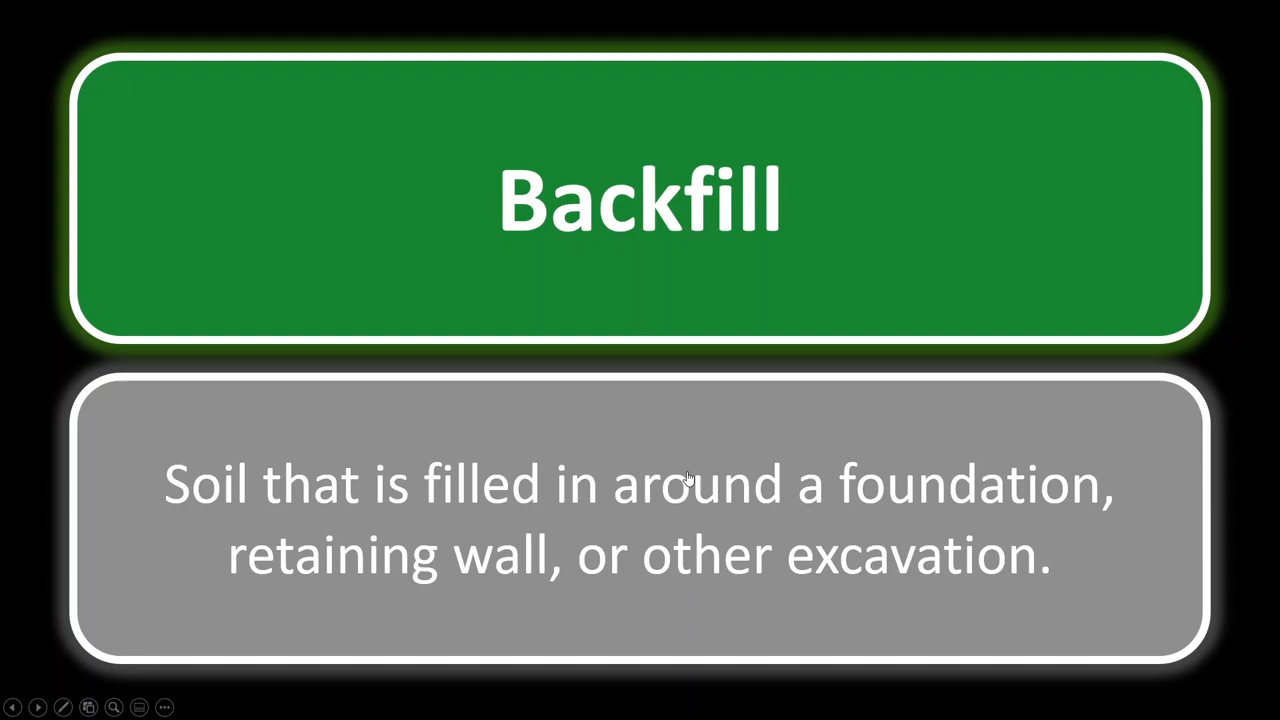 Backfill
Soil that is filled in around a foundation,
retaining wall, or other excavation.